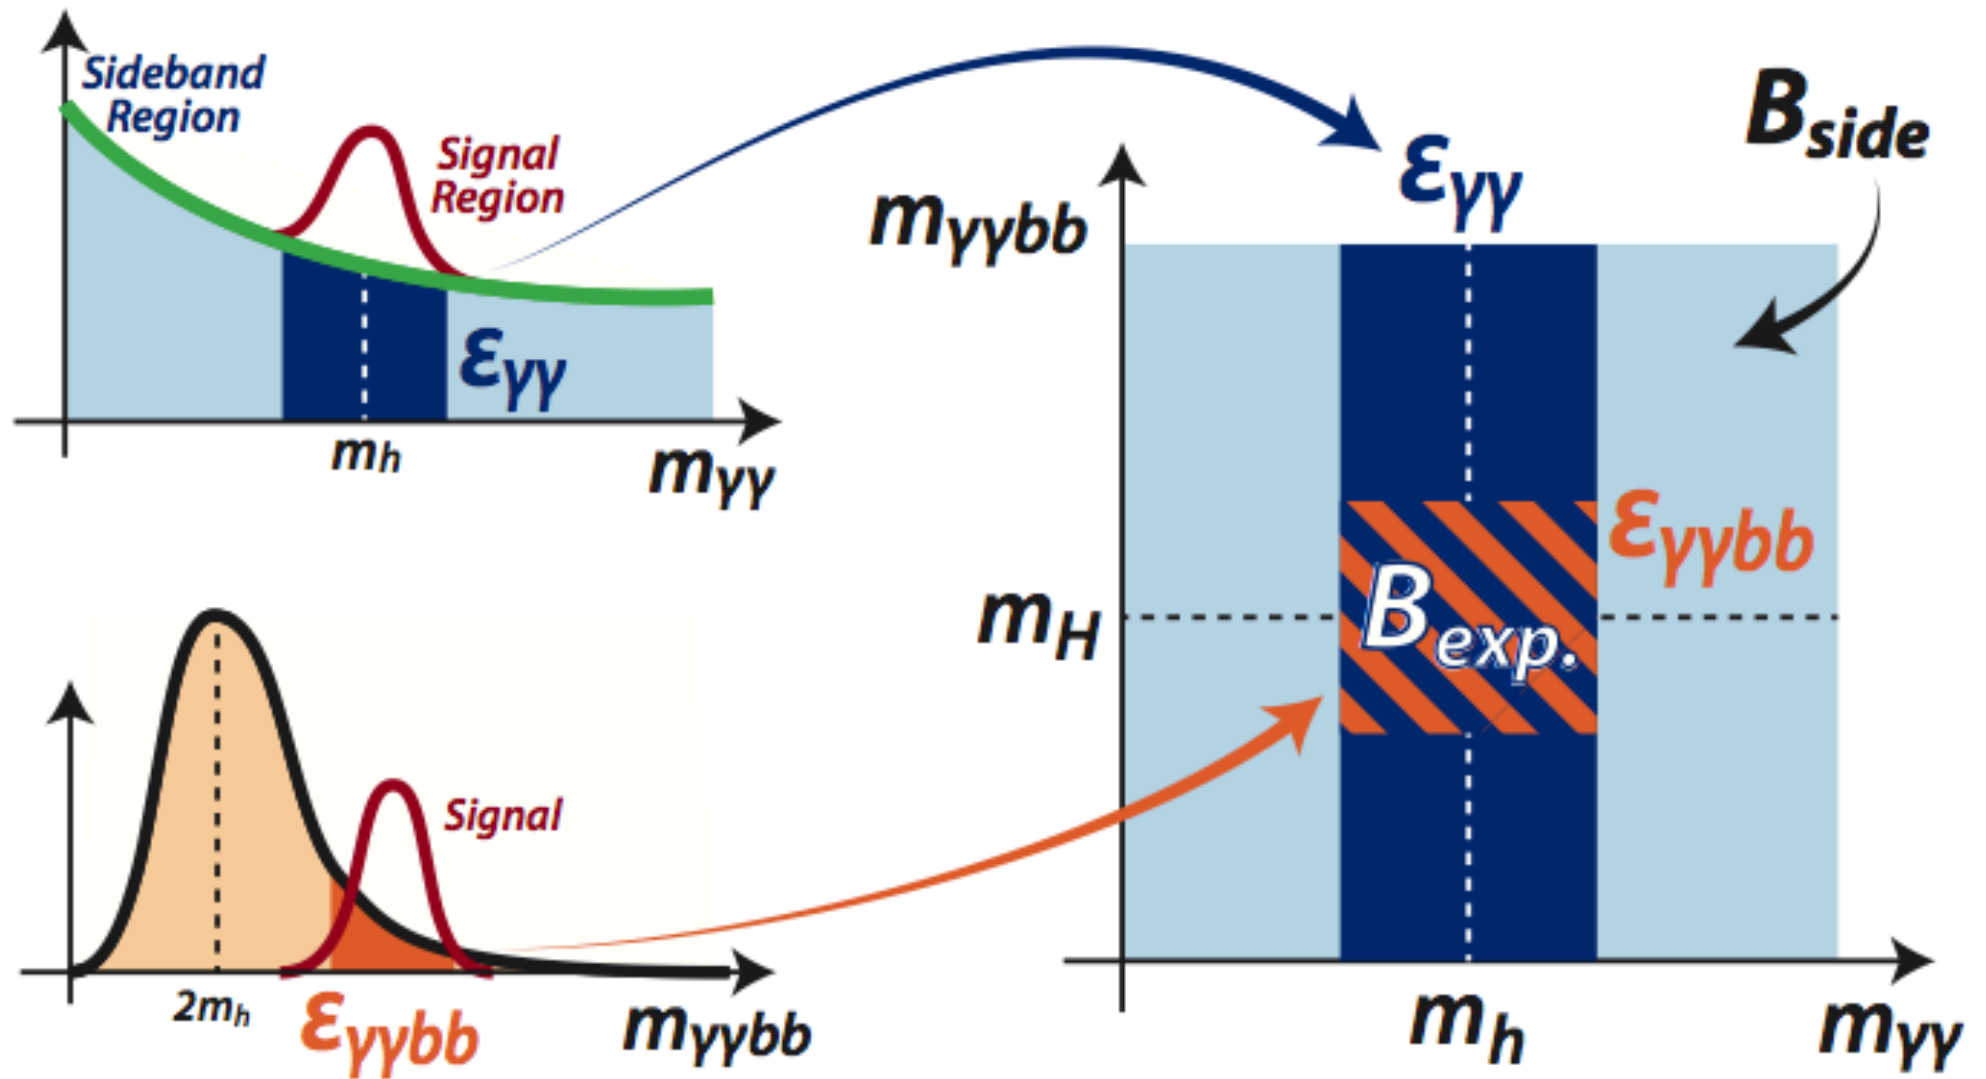 Sideband
Region
Signal
Region
εγγ
mh
mγγ
Signal
2mh
εγγbb
mγγbb
εγγ
Bside
mγγbb
εγγbb
Bexp.
mH
mh
mγγ